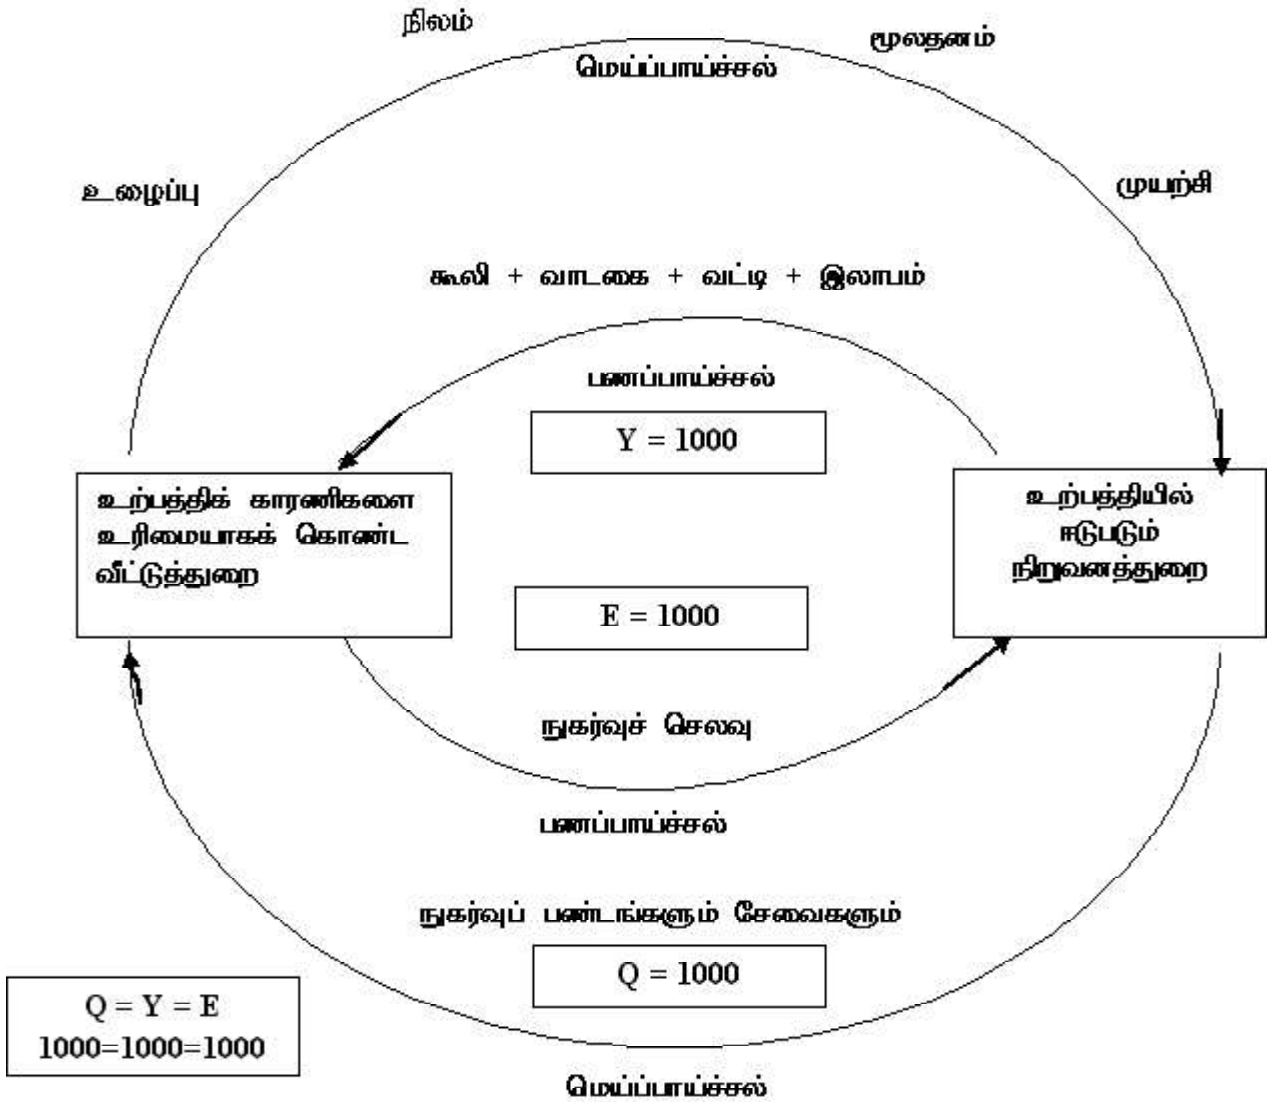 நிலம்
மூலதனம்
மெய்ப்பாய்ச்சல்
உழைப்பு
முயற்சி
கூலி + வாடகை + வட்டி + இலாபம்
பணப்பாய்ச்சல்
Y = 1000
உற்பத்திக் காரணிகளை
உரிமையாகக் கொண்ட
வீட்டுத்துறை
உற்பத்தியில்
ஈடுபடும்
நிறுவனத்துறை
E = 1000
நுகர்வுச் செலவு
பணப்பாய்ச்சல்
நுகர்வுப் பண்டங்களும் சேவைகளும்
Q = 1000
Q = Y = E
1000=1000=1000
மெய்ப்பாய்ச்சல்